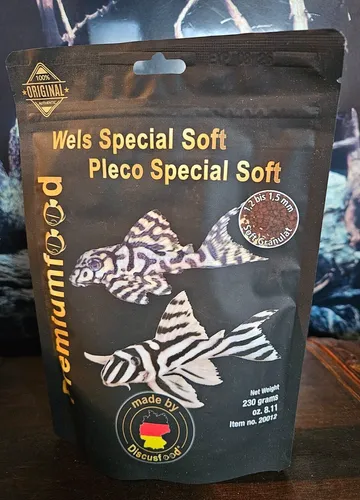 100%
ORIGINAL
AUTHENTIC
Wels Special Soft
Pleco Special Soft
Premiumfood
1,2 bis 1,5 mm
Soft Granulat
Net Weight
230 grams
oz. 8.11
Item no. 20012
made by
Discusfood